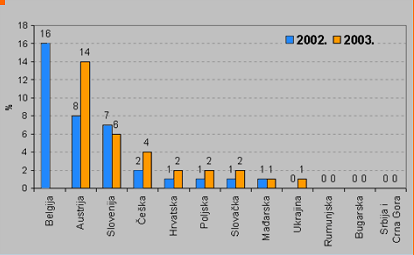 18
16
14
12
10
8
6
4
2
0
%
2002. 2003.
16
8 14
7 6
2 4
1 2
1 2
1 2
1 1
0 1
0 0
0 0
0 0
Belgija
Austrija
Slovenija
Češka
Hrvatska
Poljska
Slovačka
Mađarska
Ukrajina
Rumunjska
Bugarska
Srbija i
Crna Gora